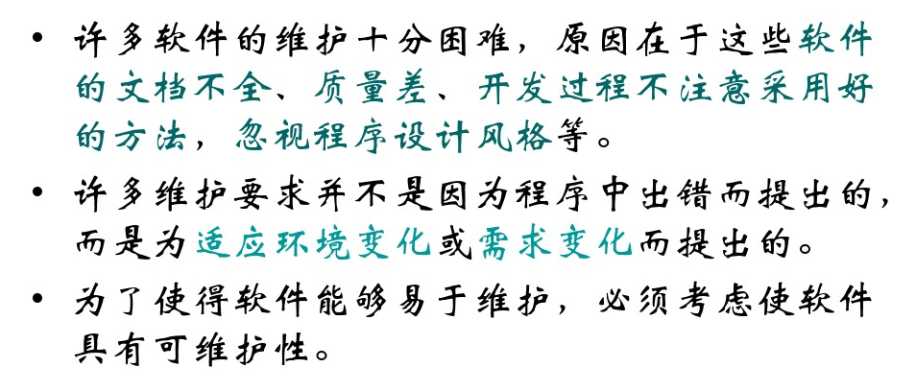 • 许多软件的维护十分困难，原因在于这些软件
的文档不全、质量差、开发过程不注意采用好
的方法，忽视程序设计风格等。
• 许多维护要求并不是因为程序中出错而提出的，
而是为适应环境变化或需求变化而提出的。
• 为了使得软件能够易于维护，必须考虑使软件
具有可维护性。